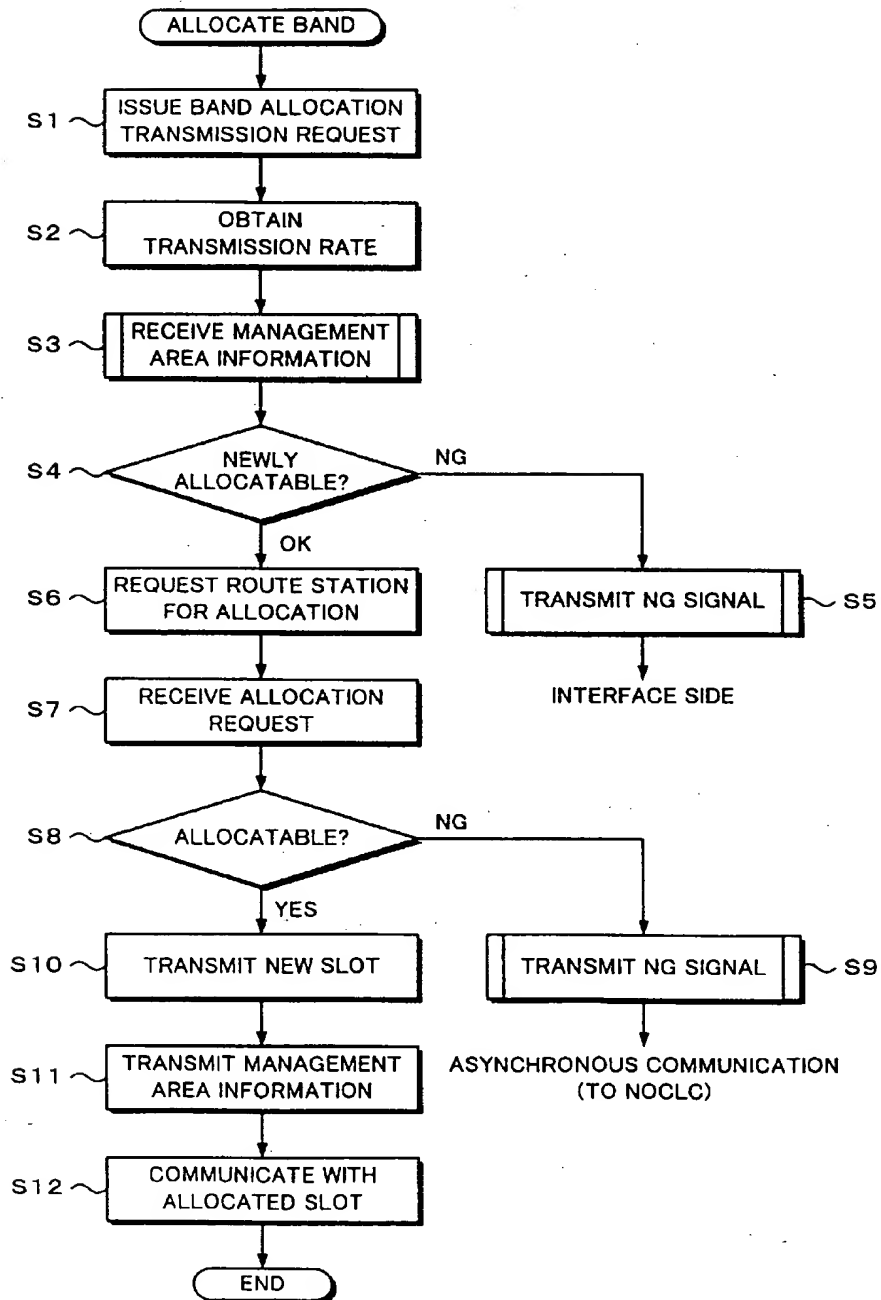 ALLOCATE BAND
S1
ISSUE BAND ALLOCATION
TRANSMISSION REQUEST
S2
OBTAIN
TRANSMISSION RATE
S3
RECEIVE MANAGEMENT
AREA INFORMATION
S4
NEWLY
ALLOCATABLE?
NG
OK
S6
REQUEST ROUTE STATION
FOR ALLOCATION
TRANSMIT NG SIGNAL
S5
INTERFACE SIDE
S7
RECEIVE ALLOCATION
REQUEST
S8
ALLOCATABLE?
NG
YES
S10
TRANSMIT NEW SLOT
TRANSMIT NG SIGNAL
S9
ASYNCHRONOUS COMMUNICATION
(TO NOCLC)
S11
TRANSMIT MANAGEMENT
AREA INFORMATION
S12
COMMUNICATE WITH
ALLOCATED SLOT
END